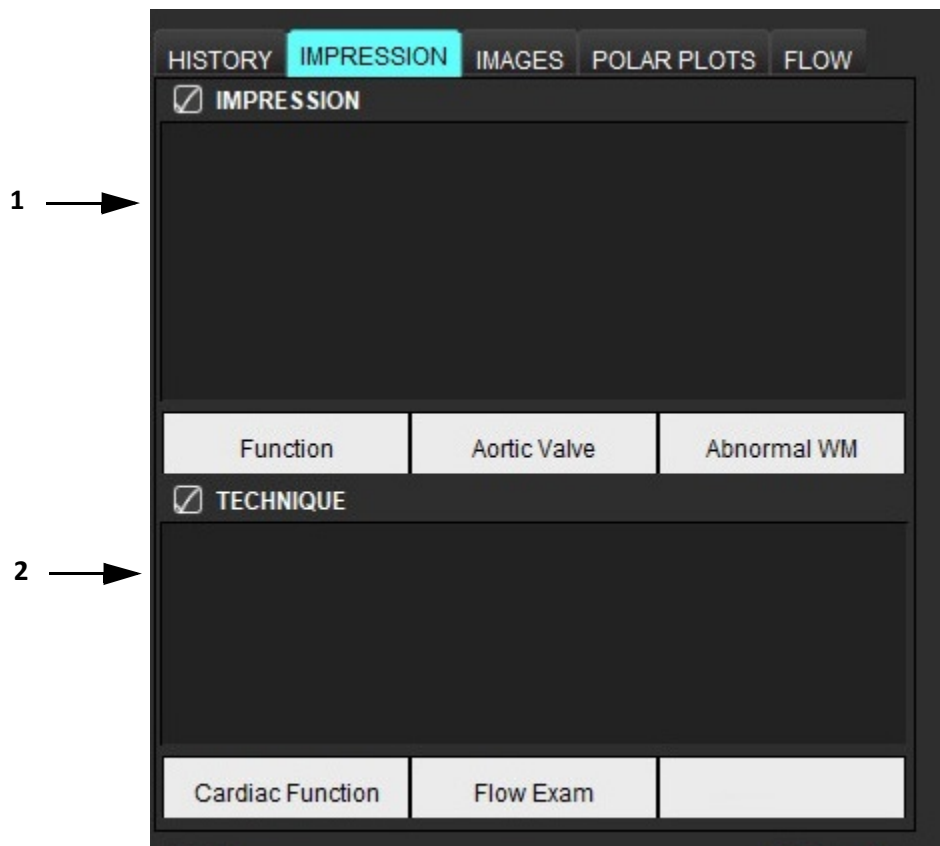 HISTORY IMPRESSION IMAGES POLAR PLOTS FLOW
IMPRESSION
1
Function Aortic Valve Abnormal WM
TECHNIQUE
2
Cardiac Function Flow Exam